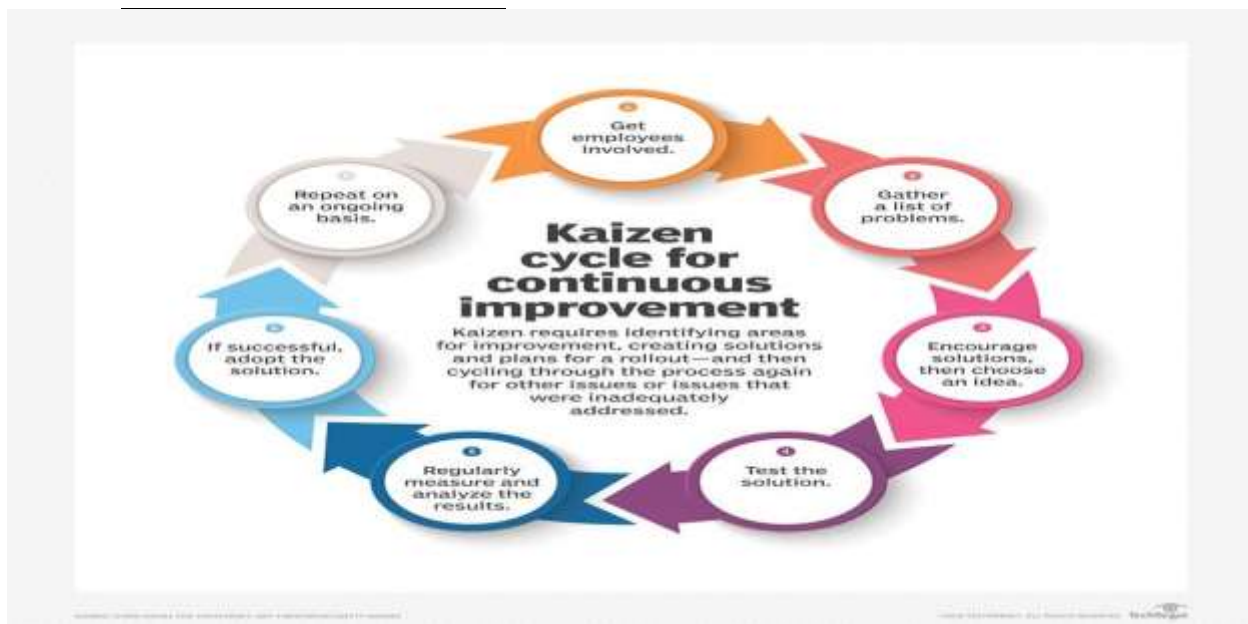 Get
employees
involved.
Gather
a list of
problems.
Encourage
solutions,
then choose
an idea.
4
Test the
solution.
Regularly
measure and
analyze the
results.
If successful,
adopt the
solution.
Repeat on
an ongoing
basis.
Kaizen
cycle for
continuous
improvement
Kaizen requires identifying areas
for improvement, creating solutions
and plans for a rollout—and then
cycling through the process again
for other issues or issues that
were inadequately
addressed.
TechTarget